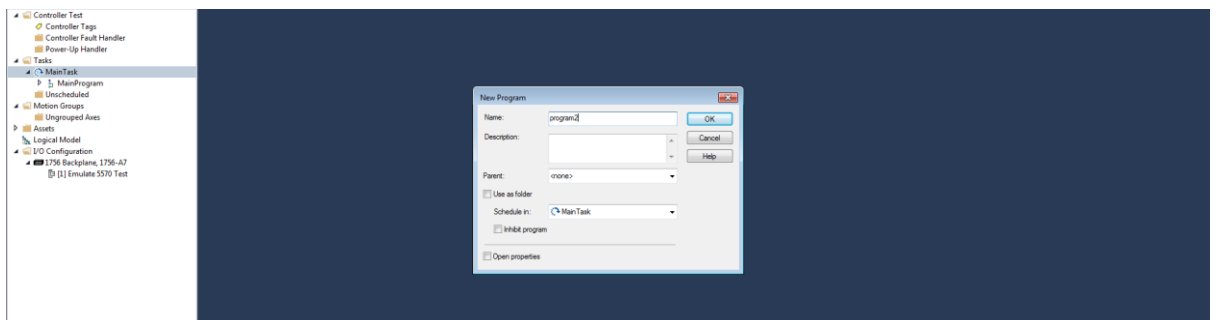 Controller Test
Controller Tags
Controller Fault Handler
Power-Up Handler
Tasks
MainTask
MainProgram
Unscheduled
Motion Groups
Ungrouped Axes
Assets
Logical Model
I/O Configuration
1756 Backplane, 1756-A7
[1] Emulate 5570 Test
New Program
Name: program2 OK
Description: Cancel
Help
Parent: <none>
Use as folder
Schedule in: MainTask
Inhibit program
Open properties